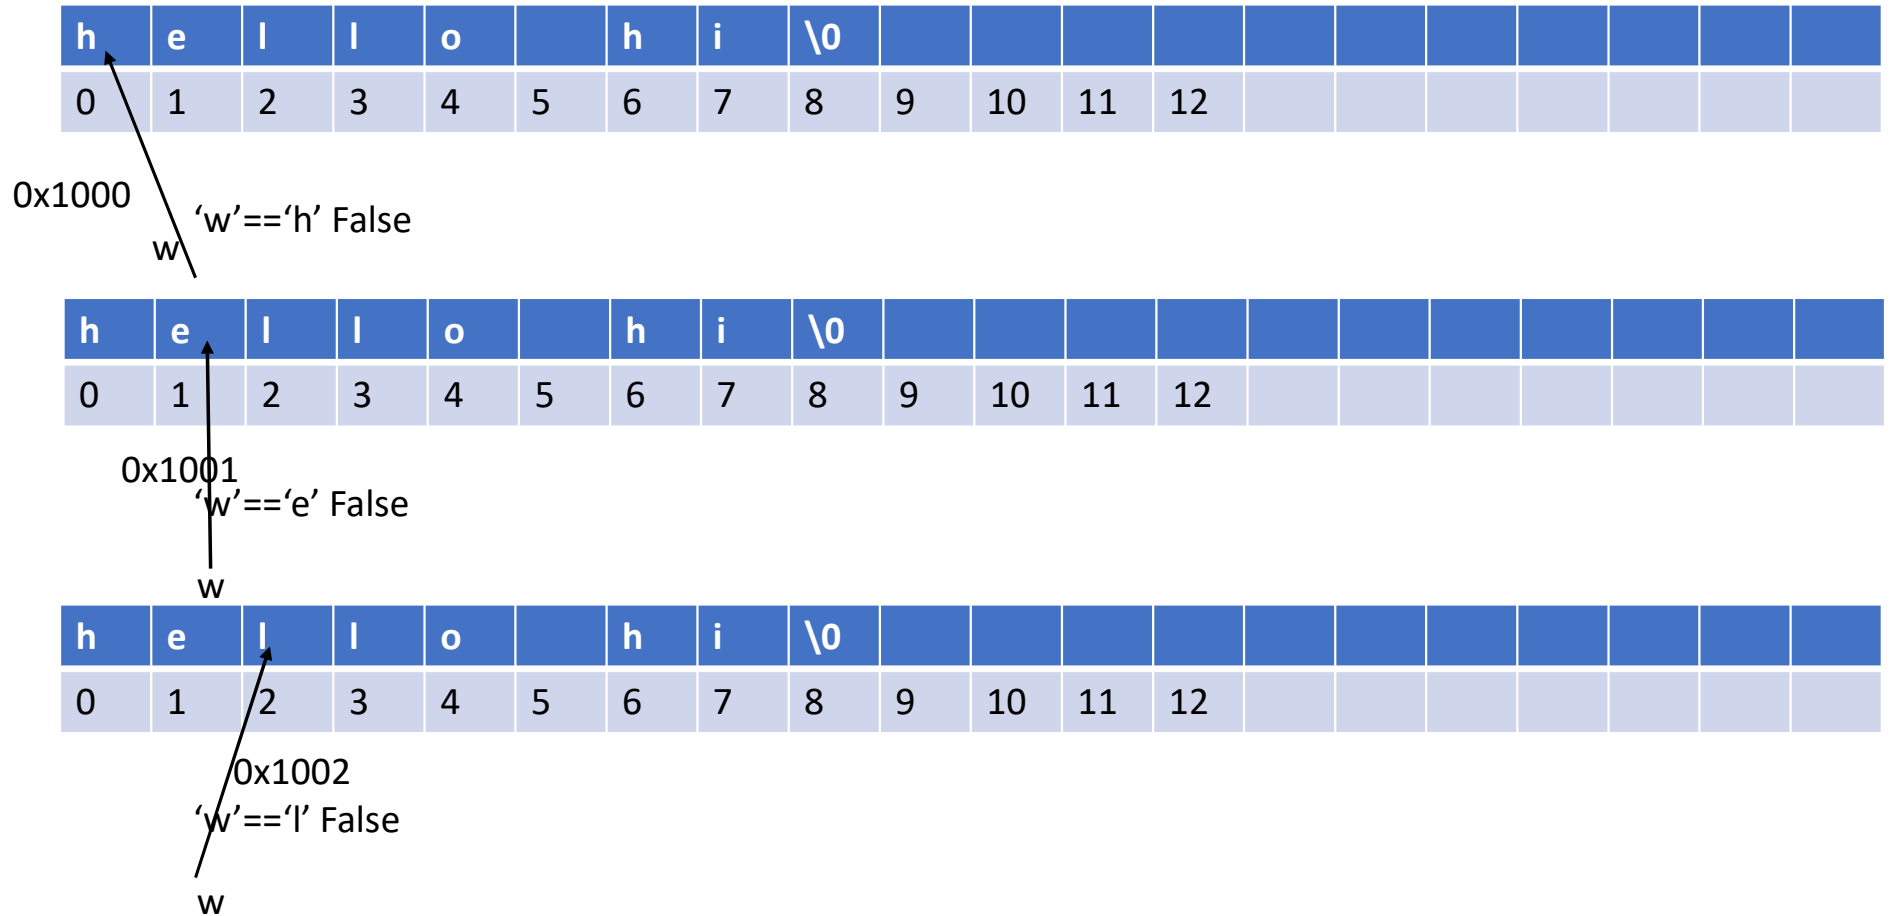 h e l l o h i \0
0 1 2 3 4 5 6 7 8 9 10 11 12
0x1000
‘w’==‘h’ False
w
h e l l o h i \0
0 1 2 3 4 5 6 7 8 9 10 11 12
0x1001
‘w’==‘e’ False
w
h e l l o h i \0
0 1 2 3 4 5 6 7 8 9 10 11 12
0x1002
‘w’==‘l’ False
w